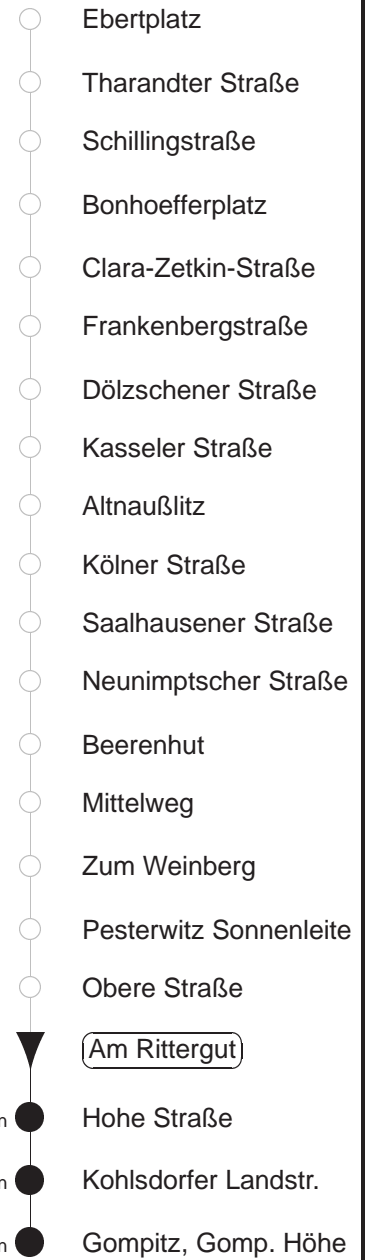 Ebertplatz
Tharandter Straße
Schillingstraße
Bonhoefferplatz
Clara-Zetkin-Straße
Frankenbergstraße
Dölzschener Straße
Kasseler Straße
Altnaußlitz
Kölner Straße
Saalhausener Straße
Neunimptscher Straße
Beerenhut
Mittelweg
Zum Weinberg
Pesterwitz Sonnenleite
Obere Straße
Am Rittergut
Hohe Straße
Kohlsdorfer Landstr.
Gompitz, Gomp. Höhe